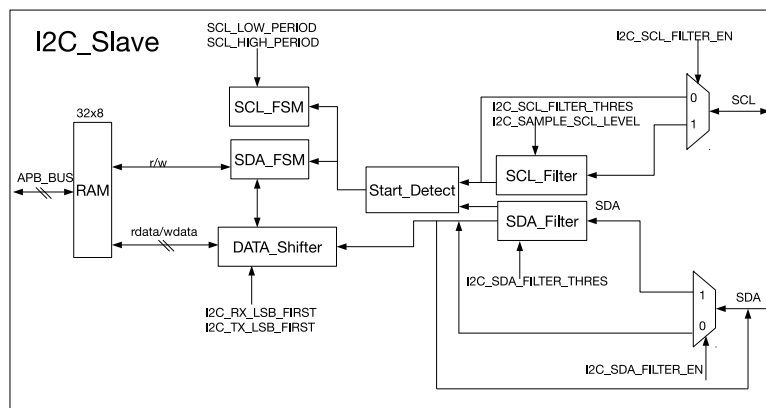 I2C_Slave
SCL_LOW_PERIOD
SCL_HIGH_PERIOD
I2C_SCL_FILTER_EN
SCL_FSM
0
1
SCL
32x8
RAM
APB_BUS
r/w
SDA_FSM
I2C_SCL_FILTER_THRES
I2C_SAMPLE_SCL_LEVEL
Start_Detect
SCL_Filter
SDA
SDA_Filter
rdata/wdata
DATA_Shifter
I2C_SDA_FILTER_THRES
I2C_RX_LSB_FIRST
I2C_TX_LSB_FIRST
1
0
SDA
I2C_SDA_FILTER_EN